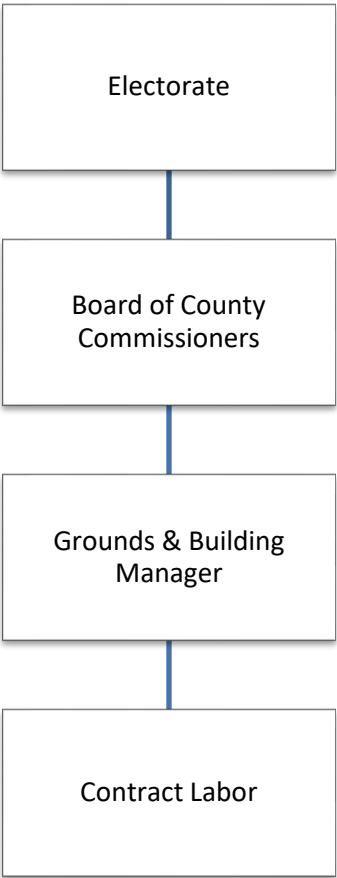 Electorate
Board of County
Commissioners
Grounds & Building
Manager
Contract Labor